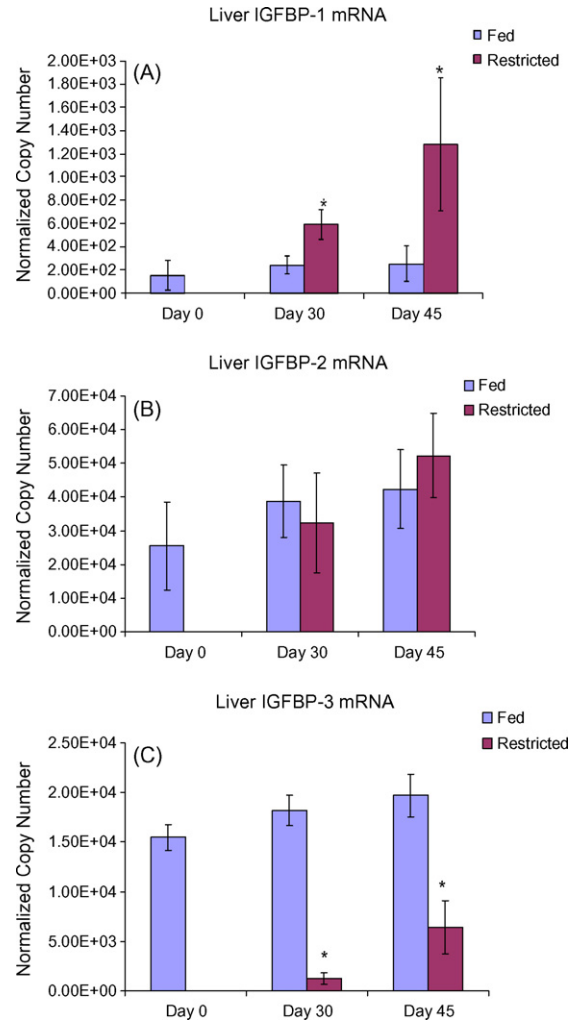 Liver IGFBP-1 mRNA
Fed
Restricted
(A)
Normalized Copy Number
2.00E+03
1.80E+03
1.60E+03
1.40E+03
1.20E+03
1.00E+03
8.00E+02
6.00E+02
4.00E+02
2.00E+02
0.00E+00
*
*
Day 0
Day 30
Day 45
Liver IGFBP-2 mRNA
Fed
Restricted
(B)
Normalized Copy Number
7.00E+04
6.00E+04
5.00E+04
4.00E+04
3.00E+04
2.00E+04
1.00E+04
0.00E+00
Day 0
Day 30
Day 45
Liver IGFBP-3 mRNA
Fed
Restricted
(C)
Normalized Copy Number
2.50E+04
2.00E+04
1.50E+04
1.00E+04
5.00E+03
0.00E+00
*
*
Day 0
Day 30
Day 45